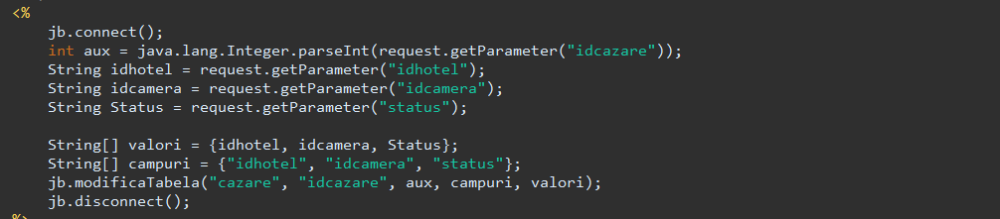 <%
jb.connect();
int aux = java.lang.Integer.parseInt(request.getParameter("idcazare"));
String idhotel = request.getParameter("idhotel");
String idcamera = request.getParameter("idcamera");
String Status = request.getParameter("status");
String[] valori = {idhotel, idcamera, Status};
String[] campuri = {"idhotel", "idcamera", "status"};
jb.modificaTabela("cazare", "idcazare", aux, campuri, valori);
jb.disconnect();
%>